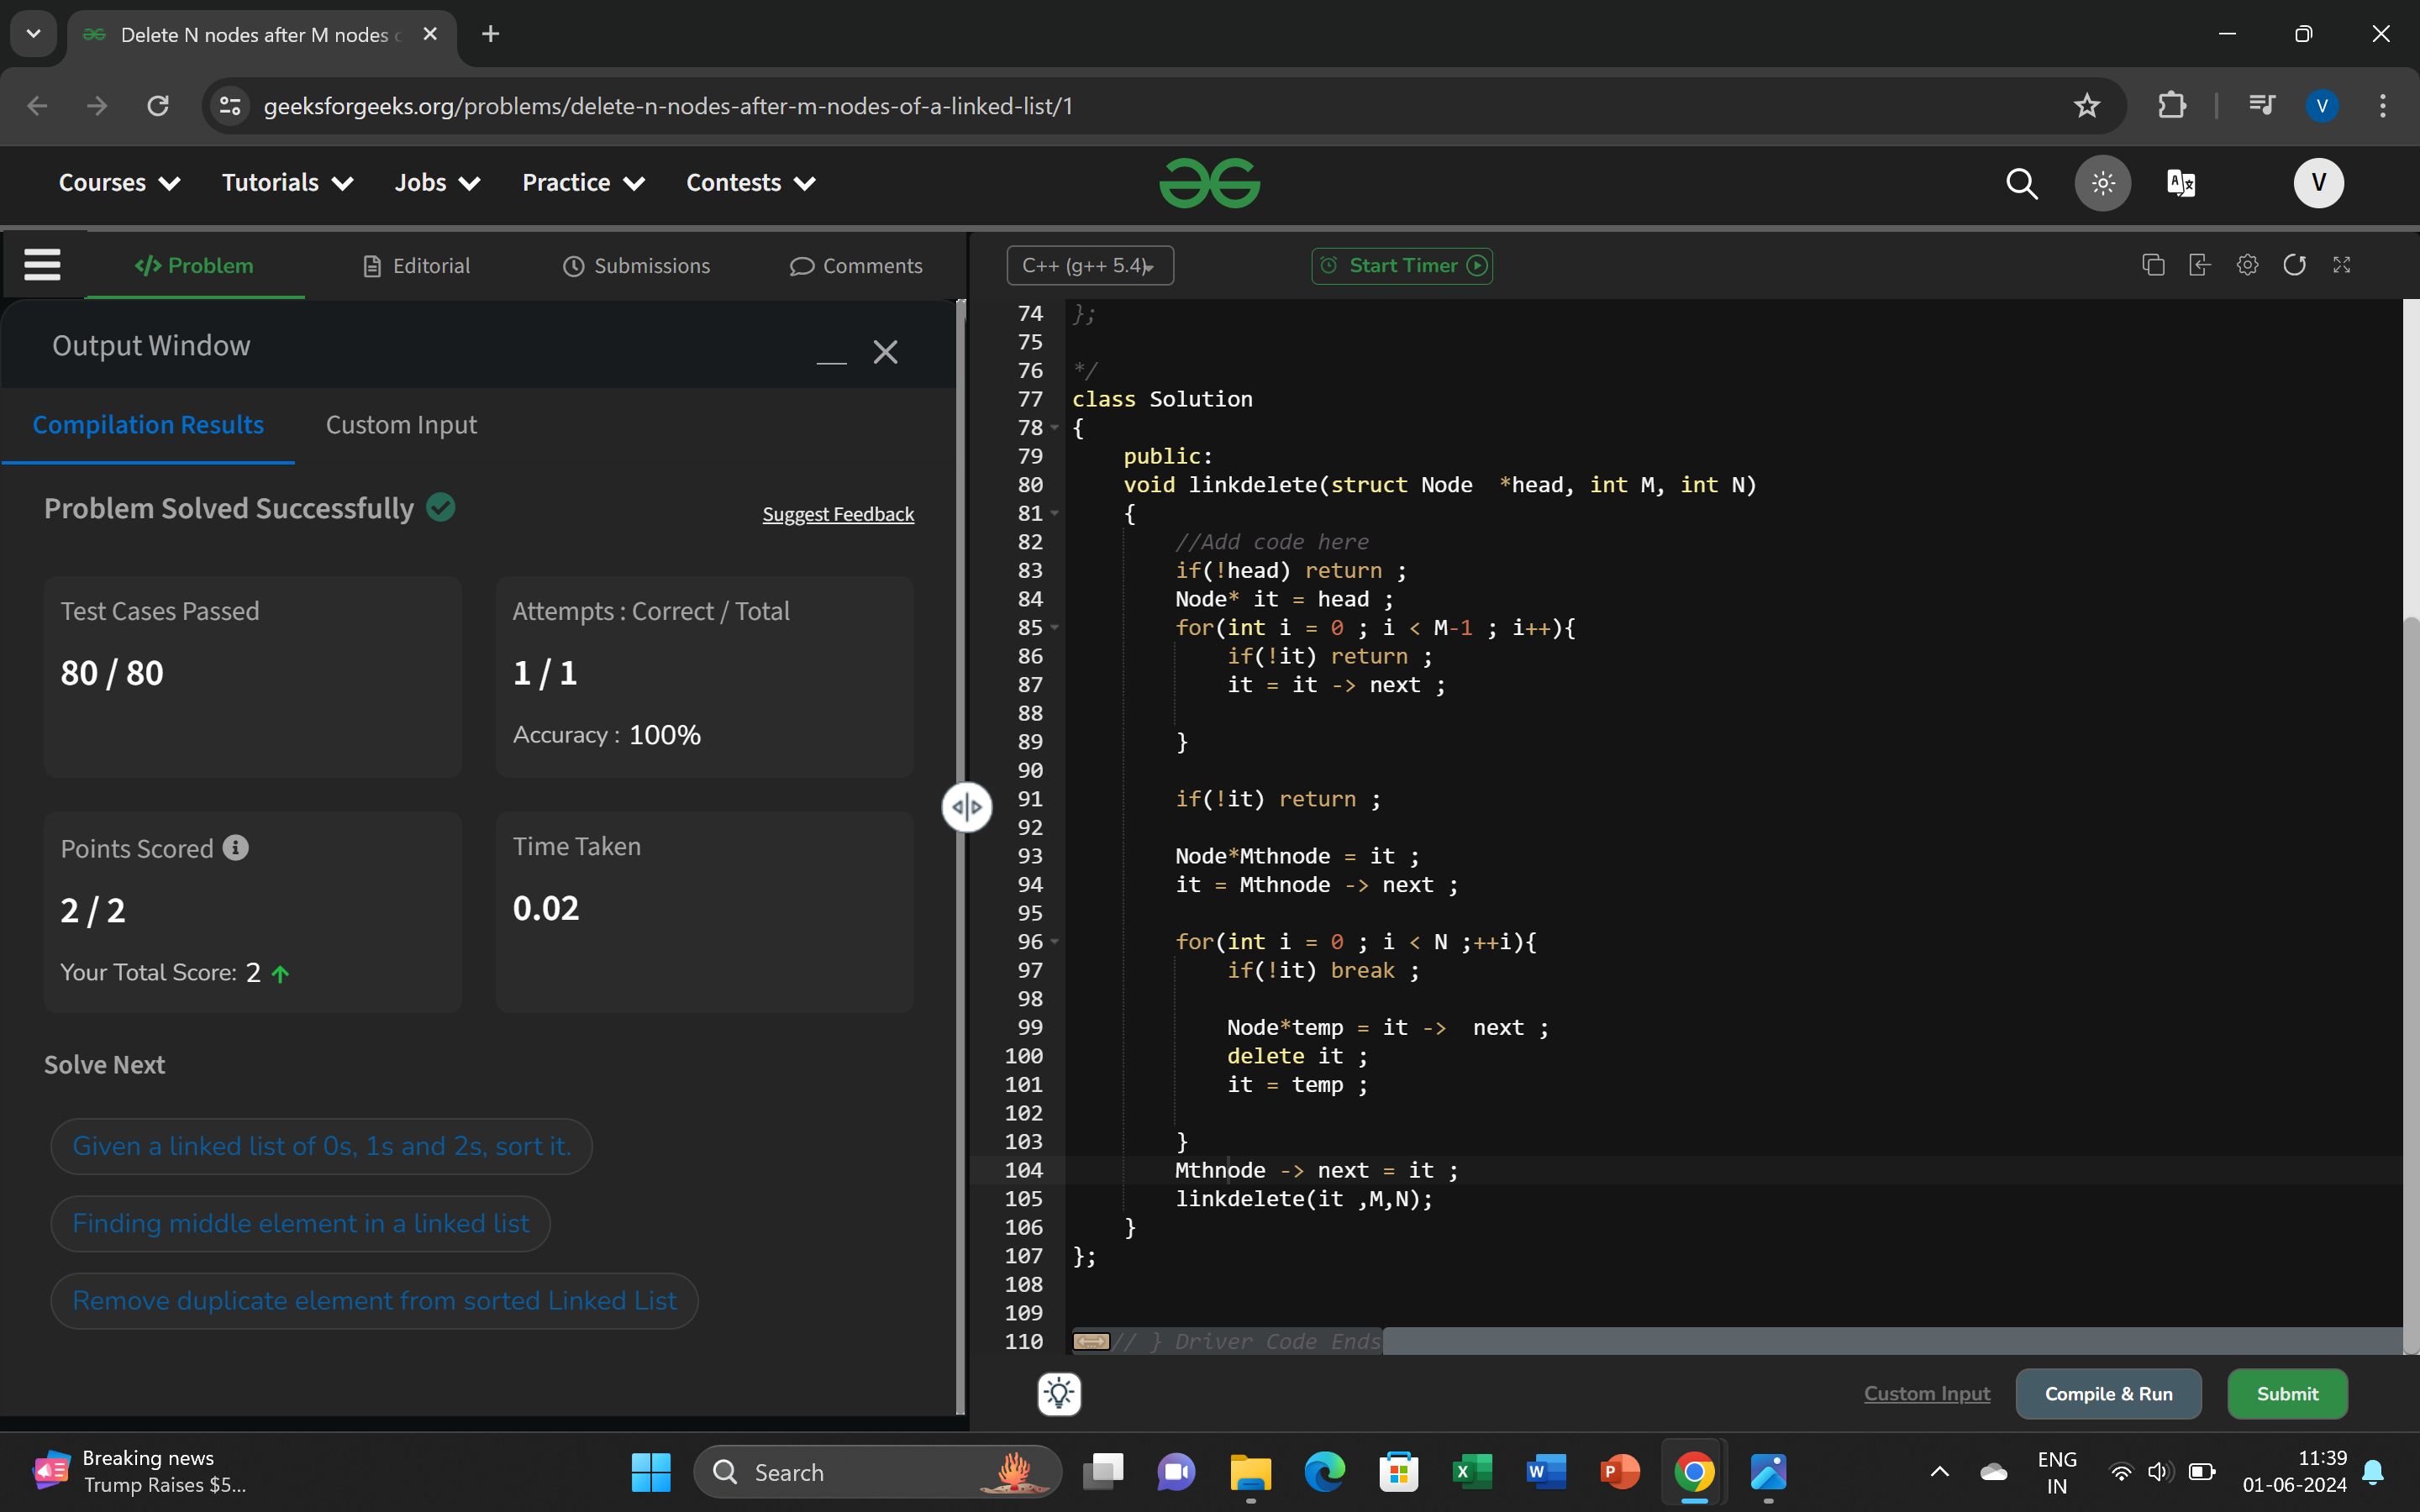 Delete N nodes after M nodes
geeksforgeeks.org/problems/delete-n-nodes-after-m-nodes-of-a-linked-list/1
V
Courses Tutorials Jobs Practice Contests
V
</> Problem Editorial Submissions Comments
C++ (g++ 5.4) Start Timer
Output Window
Compilation Results Custom Input
Problem Solved Successfully
Suggest Feedback
Test Cases Passed
80 / 80
Attempts : Correct / Total
1 / 1
Accuracy : 100%
Points Scored
2 / 2
Your Total Score: 2
Time Taken
0.02
Solve Next
Given a linked list of 0s, 1s and 2s, sort it.
Finding middle element in a linked list
Remove duplicate element from sorted Linked List
74 };
75
76 */
77 class Solution
78 {
79 public:
80 void linkdelete(struct Node  *head, int M, int N)
81 {
82 //Add code here
83 if(!head) return ;
84 Node* it = head ;
85 for(int i = 0 ; i < M-1 ; i++){
86 if(!it) return ;
87 it = it -> next ;
88
89 }
90
91 if(!it) return ;
92
93 Node*Mthnode = it ;
94 it = Mthnode -> next ;
95
96 for(int i = 0 ; i < N ;++i){
97 if(!it) break ;
98
99 Node*temp = it ->  next ;
100 delete it ;
101 it = temp ;
102
103 }
104 Mthnode -> next = it ;
105 linkdelete(it ,M,N);
106 }
107 };
108
109
110 // } Driver Code Ends
Custom Input Compile & Run Submit
Breaking news
Trump Raises $5...
Search
ENG
IN
11:39
01-06-2024